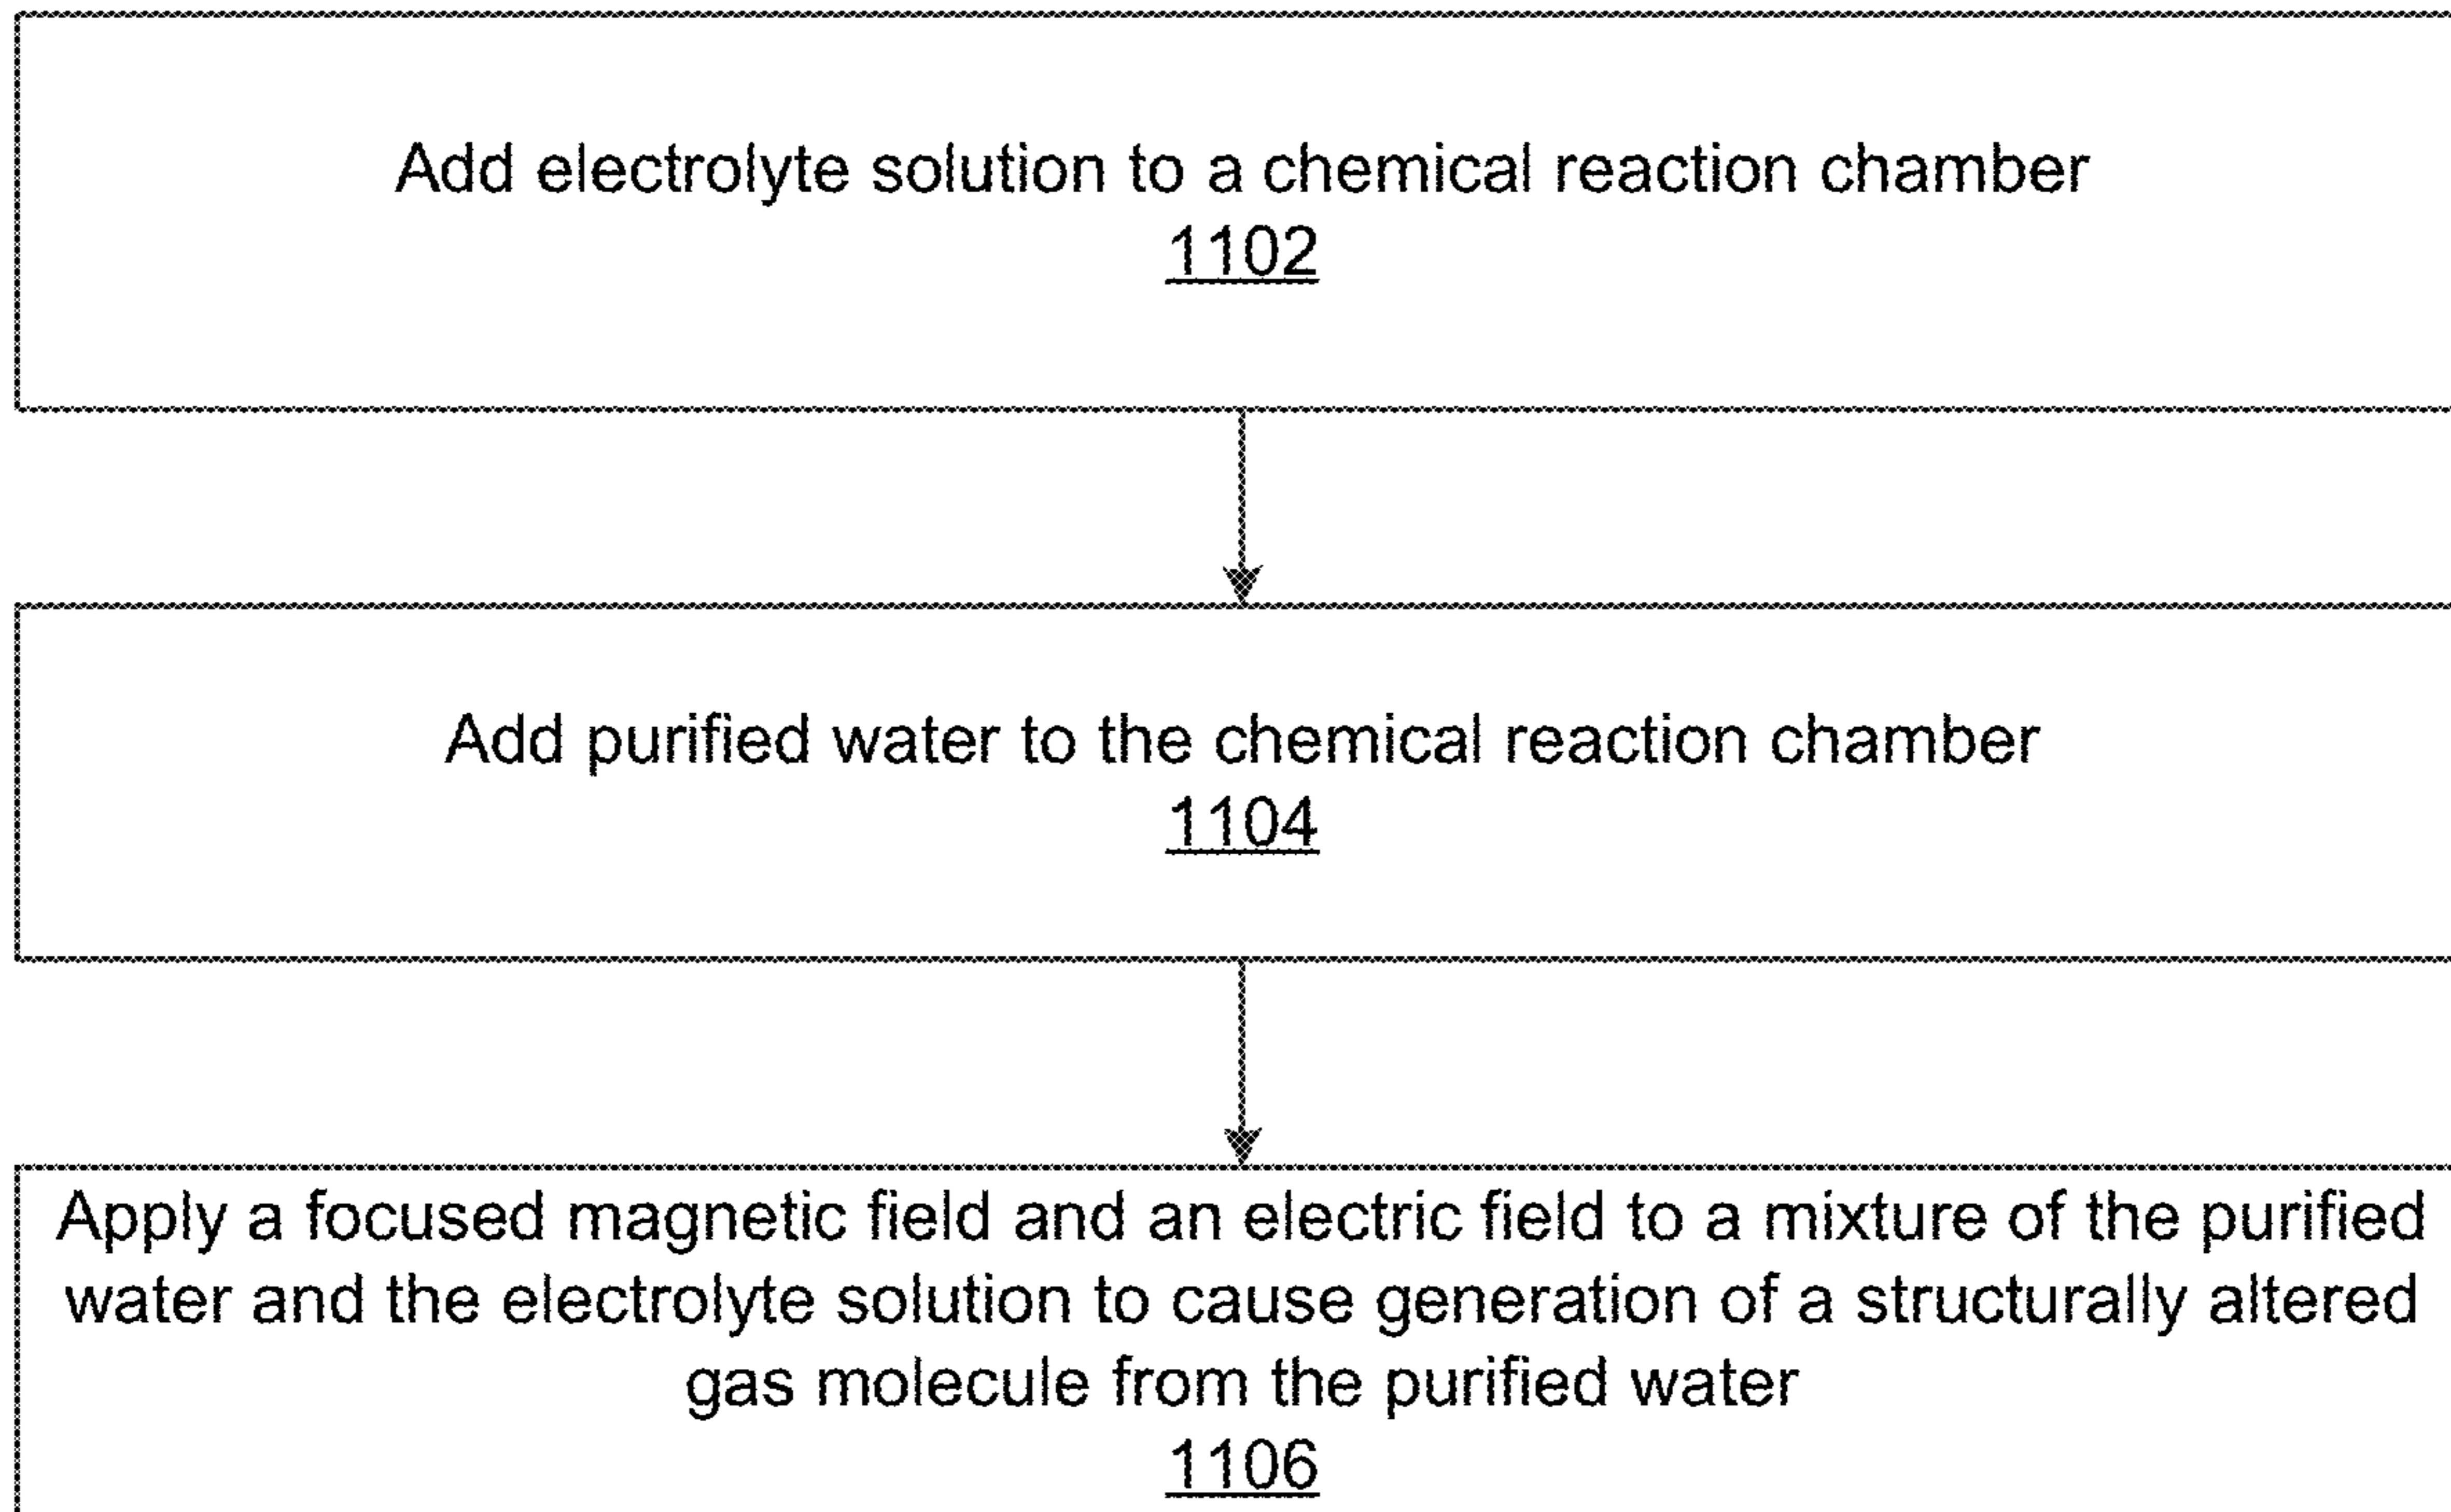 Add electrolyte solution to a chemical reaction chamber
1102
Add purified water to the chemical reaction chamber
1104
Apply a focused magnetic field and an electric field to a mixture of the purified
water and the electrolyte solution to cause generation of a structurally altered
gas molecule from the purified water
1106